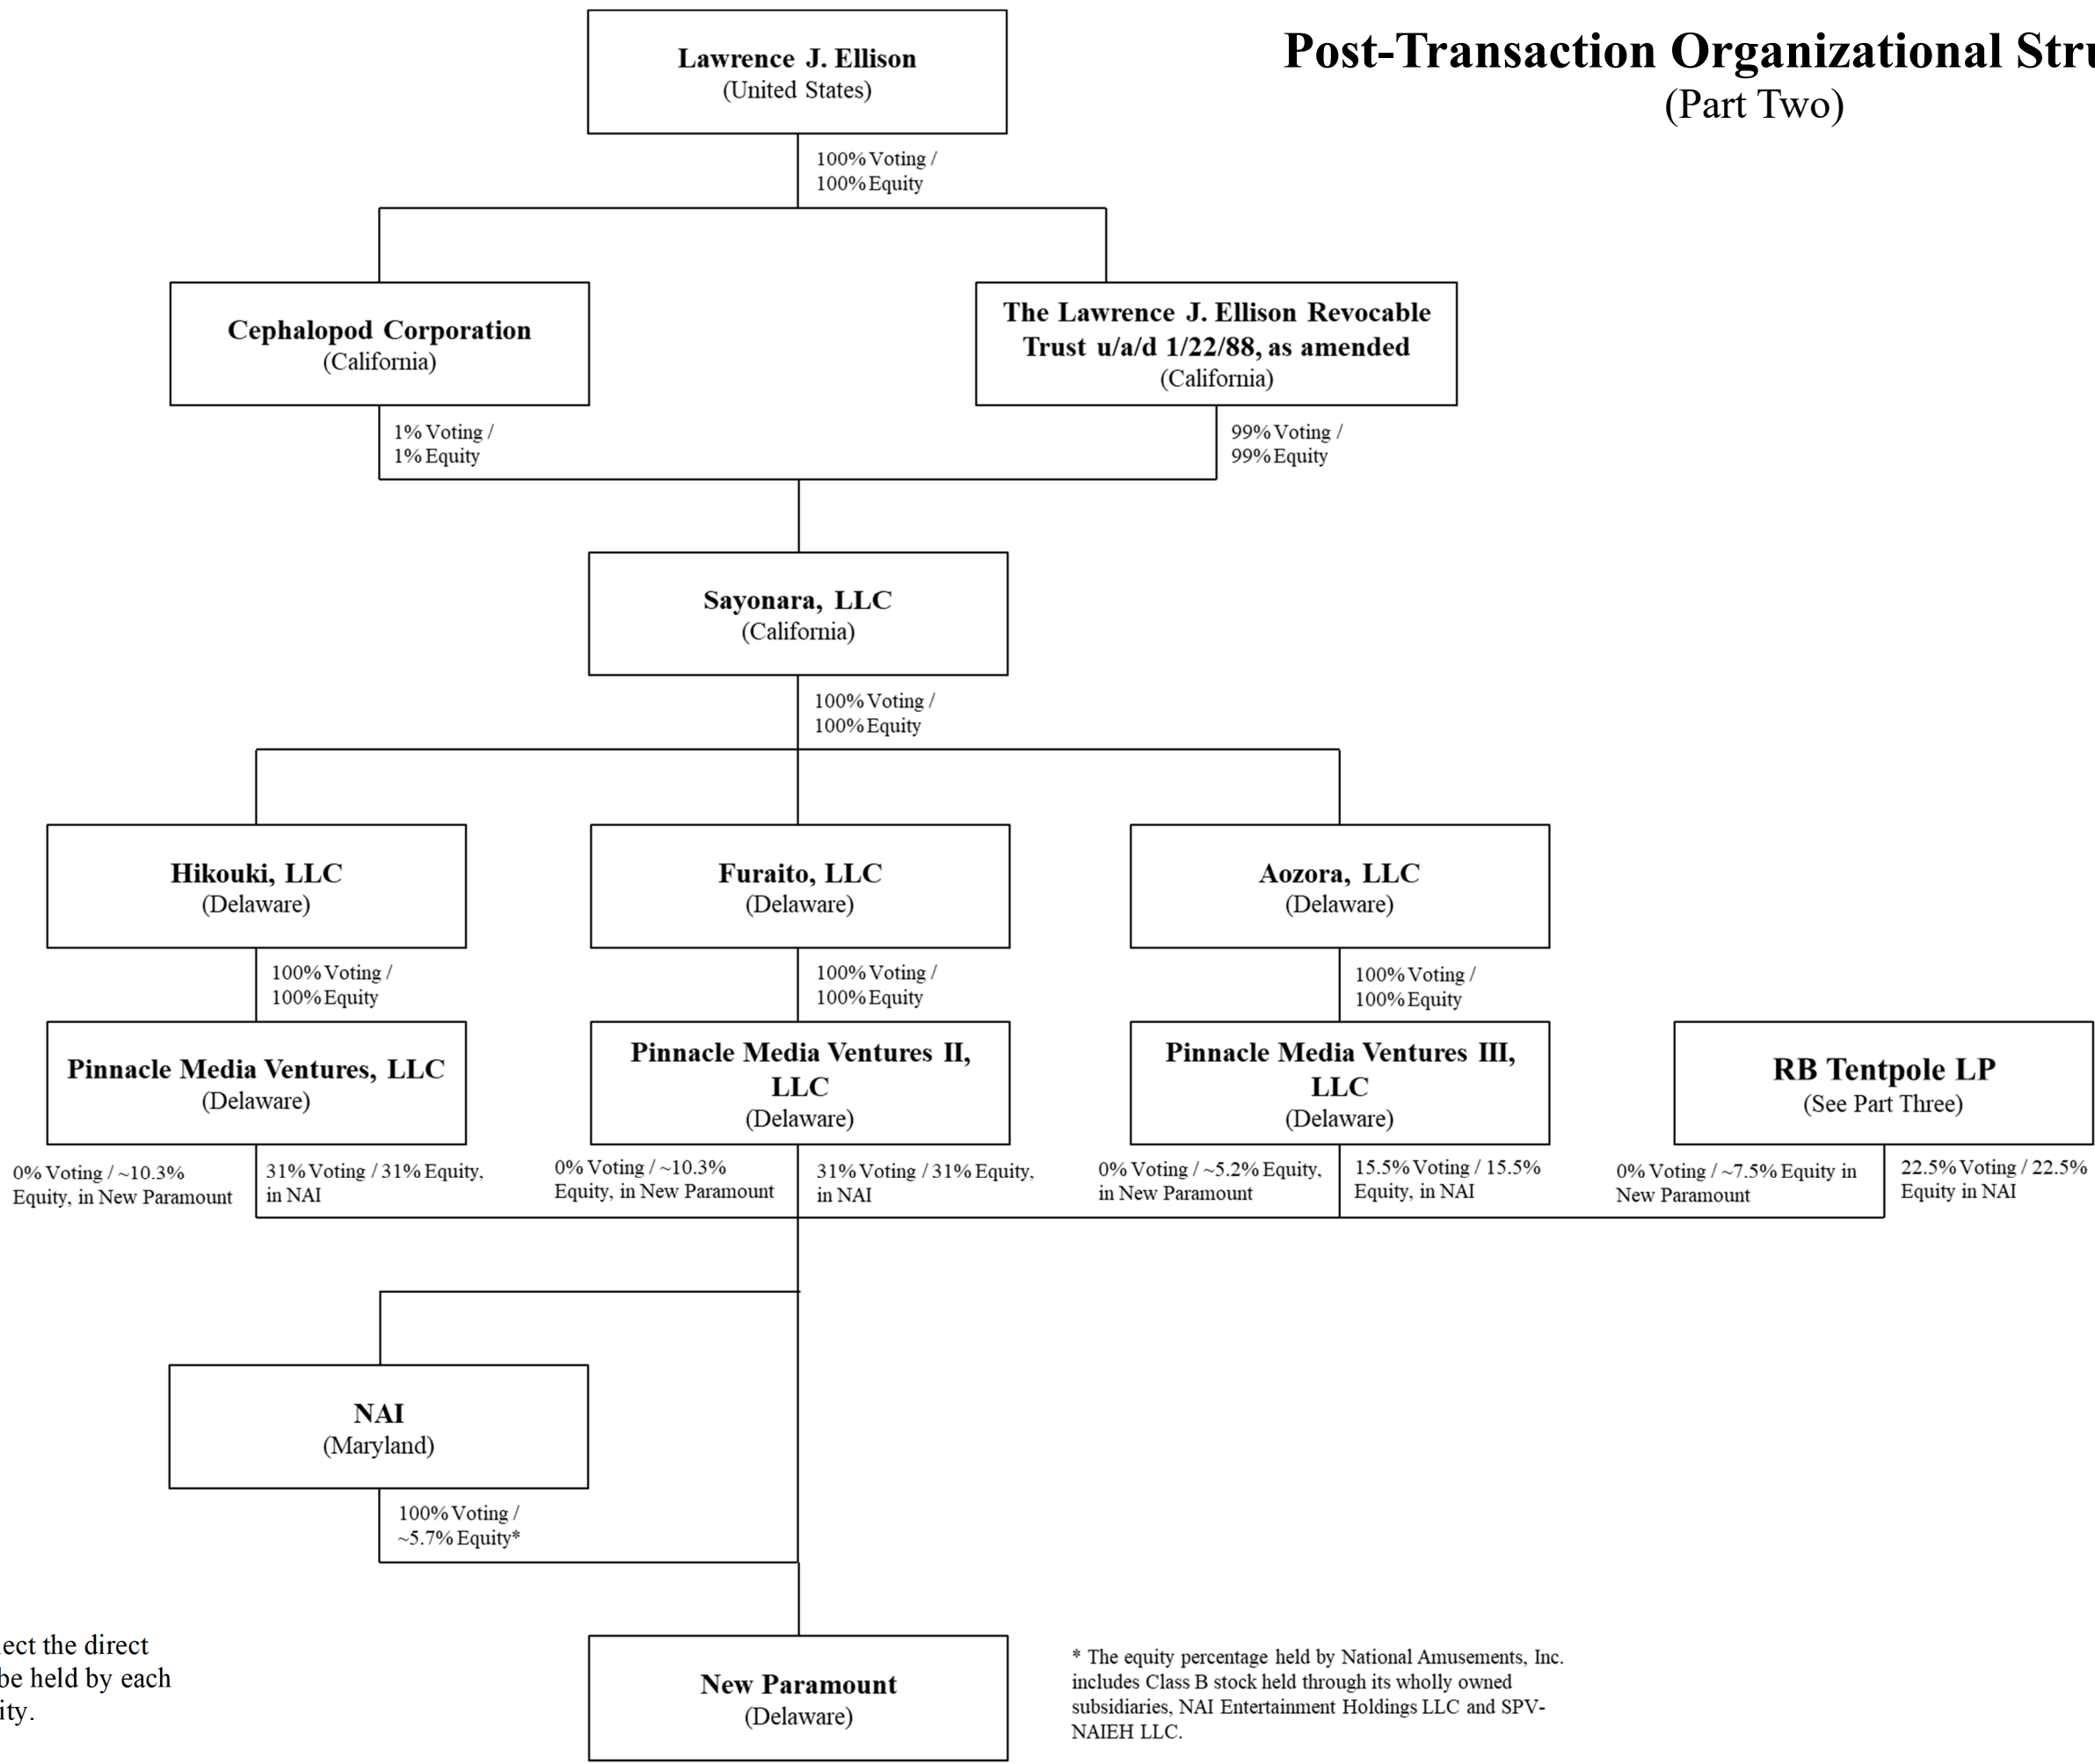 Post-Transaction Organizational Stru
(Part Two)
Lawrence J. Ellison
(United States)
100% Voting /
100% Equity
Cephalopod Corporation
(California)
The Lawrence J. Ellison Revocable
Trust u/a/d 1/22/88, as amended
(California)
1% Voting /
1% Equity
99% Voting /
99% Equity
Sayonara, LLC
(California)
100% Voting /
100% Equity
Hikouki, LLC
(Delaware)
Furaito, LLC
(Delaware)
Aozora, LLC
(Delaware)
100% Voting /
100% Equity
100% Voting /
100% Equity
100% Voting /
100% Equity
Pinnacle Media Ventures, LLC
(Delaware)
Pinnacle Media Ventures II,
LLC
(Delaware)
Pinnacle Media Ventures III,
LLC
(Delaware)
RB Tentpole LP
(See Part Three)
0% Voting / ~10.3%
Equity, in New Paramount
31% Voting / 31% Equity,
in NAI
0% Voting / ~10.3%
Equity, in New Paramount
31% Voting / 31% Equity,
in NAI
0% Voting / ~5.2% Equity,
in New Paramount
15.5% Voting / 15.5%
Equity, in NAI
0% Voting / ~7.5% Equity in
New Paramount
22.5% Voting / 22.5%
Equity in NAI
NAI
(Maryland)
100% Voting /
~5.7% Equity*
New Paramount
(Delaware)
lect the direct
be held by each
ity.
* The equity percentage held by National Amusements, Inc.
includes Class B stock held through its wholly owned
subsidiaries, NAI Entertainment Holdings LLC and SPV-
NAIEH LLC.